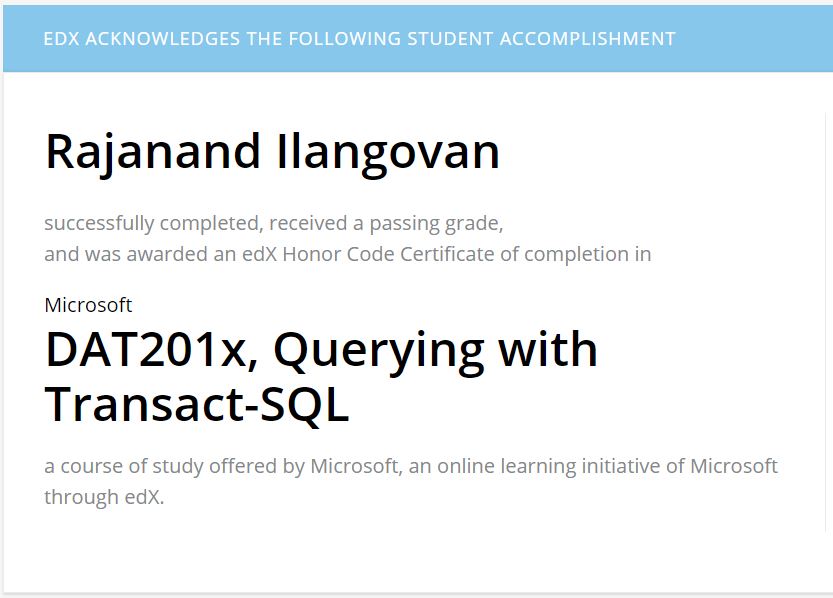 EDX ACKNOWLEDGES THE FOLLOWING STUDENT ACCOMPLISHMENT
Rajanand Ilangovan
successfully completed, received a passing grade,
and was awarded an edX Honor Code Certificate of completion in
Microsoft
DAT201x, Querying with
Transact-SQL
a course of study offered by Microsoft, an online learning initiative of Microsoft
through edX.